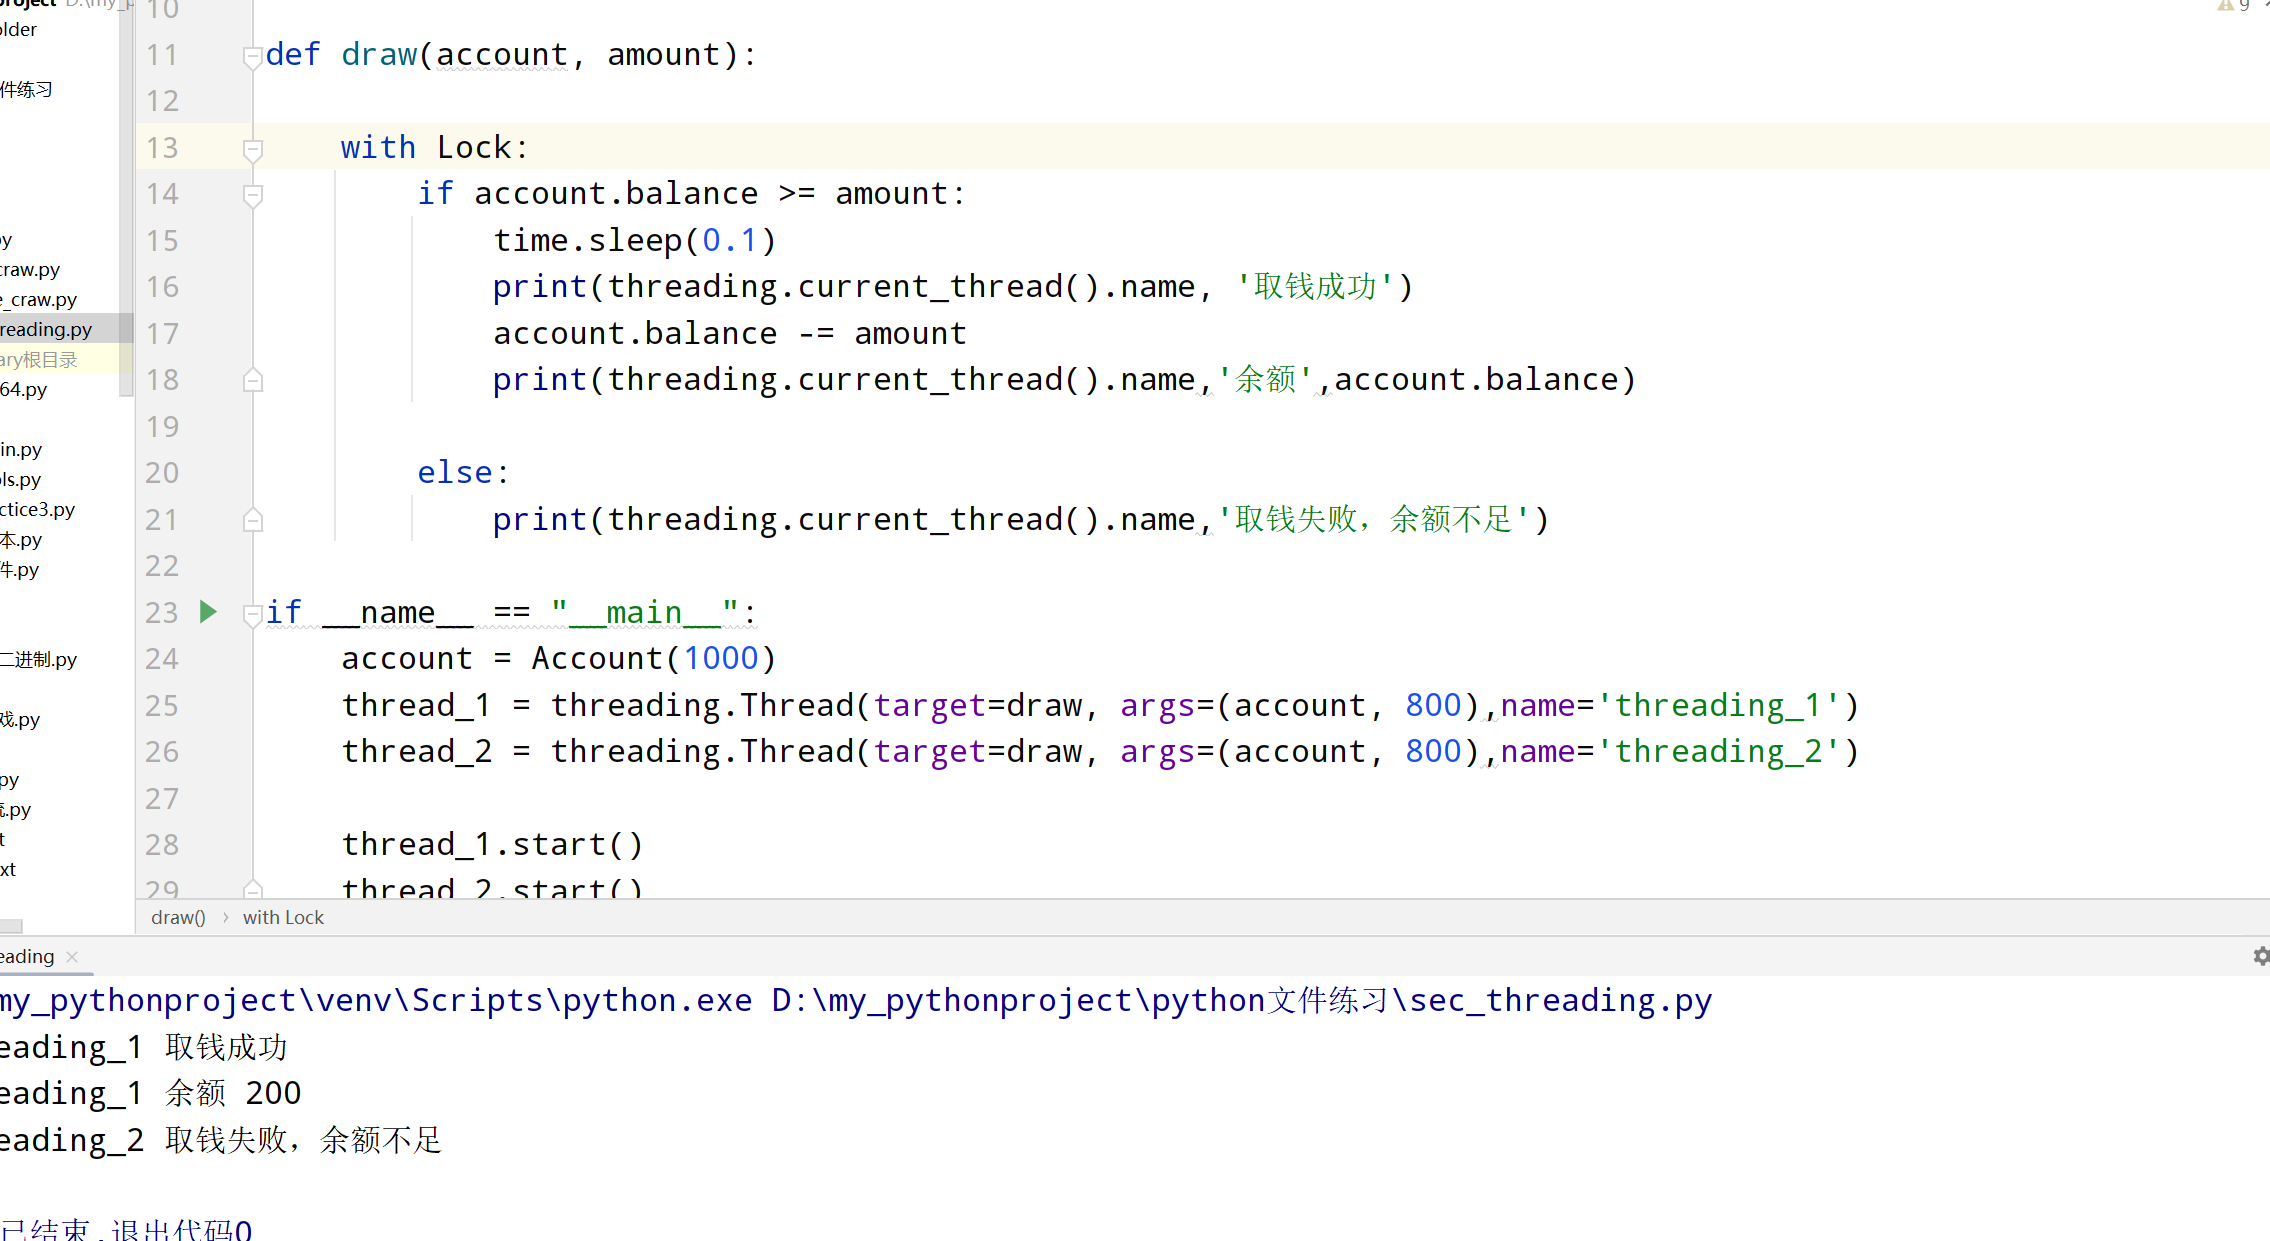 project D:\my_p
older
件练习
py
craw.py
e_craw.py
reading.py
ary根目录
64.py
in.py
ols.py
ctice3.py
本.py
件.py
二进制.py
戏.py
py
.py
t
xt
9
10
11 def draw(account, amount):
12
13 with Lock:
14 if account.balance >= amount:
15 time.sleep(0.1)
16 print(threading.current_thread().name, '取钱成功')
17 account.balance -= amount
18 print(threading.current_thread().name,'余额',account.balance)
19
20 else:
21 print(threading.current_thread().name,'取钱失败，余额不足')
22
23 if __name__ == "__main__":
24 account = Account(1000)
25 thread_1 = threading.Thread(target=draw, args=(account, 800),name='threading_1')
26 thread_2 = threading.Thread(target=draw, args=(account, 800),name='threading_2')
27
28 thread_1.start()
29 thread_2.start()
draw() › with Lock
eading ×
my_pythonproject\venv\Scripts\python.exe D:\my_pythonproject\python文件练习\sec_threading.py
eading_1 取钱成功
eading_1 余额 200
eading_2 取钱失败，余额不足
已结束,退出代码0